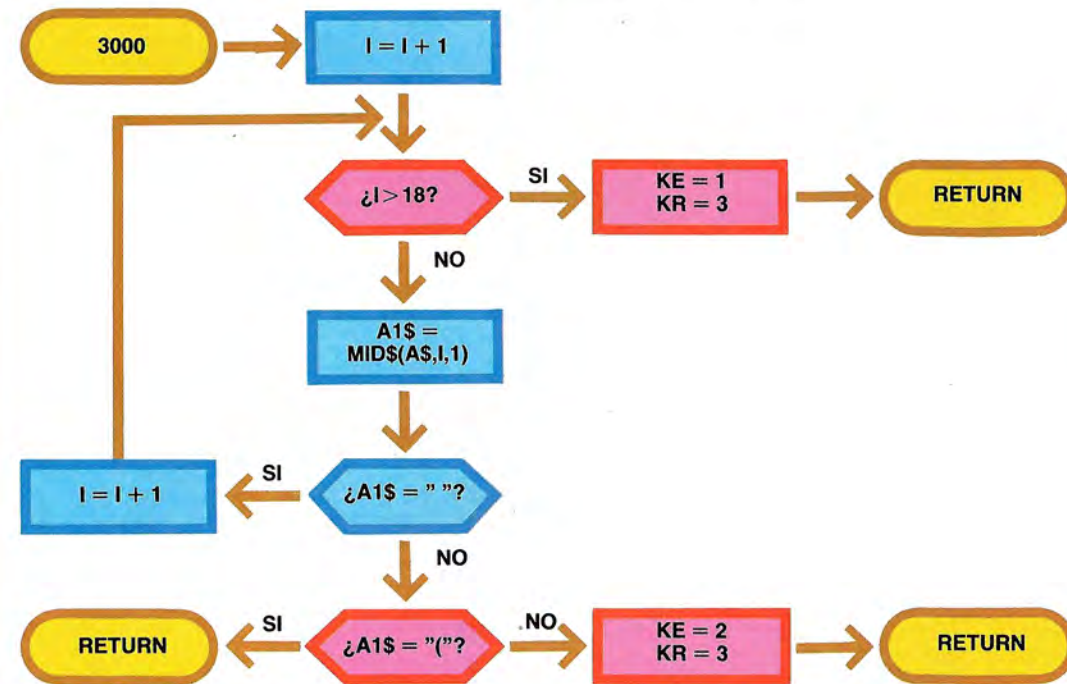 3000
I = I + 1
¿I > 18?
SI
KE = 1
KR = 3
RETURN
NO
A1$ =
MID$(A$,I,1)
I = I + 1
SI
¿A1$ = ” ”?
NO
RETURN
SI
¿A1$ = ”(”?
NO
KE = 2
KR = 3
RETURN